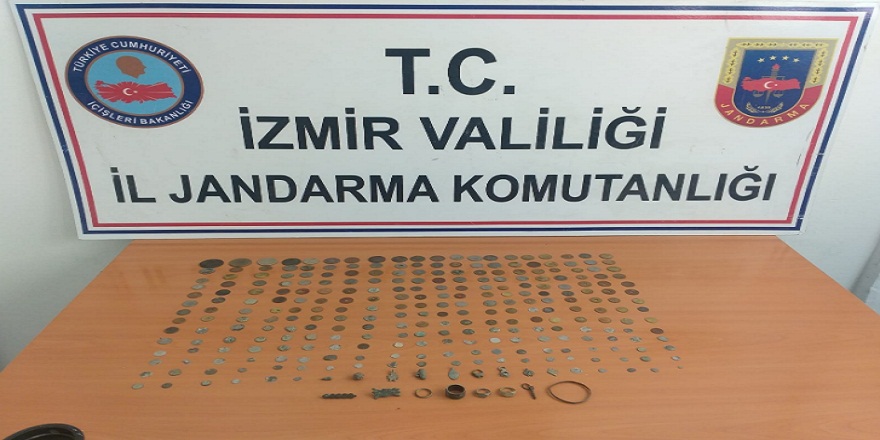 TÜRKİYE CUMHURİYETİ
İÇİŞLERİ BAKANLIĞI
T.C.
İZMİR VALİLİĞİ
İL JANDARMA KOMUTANLIĞI
JANDARMA